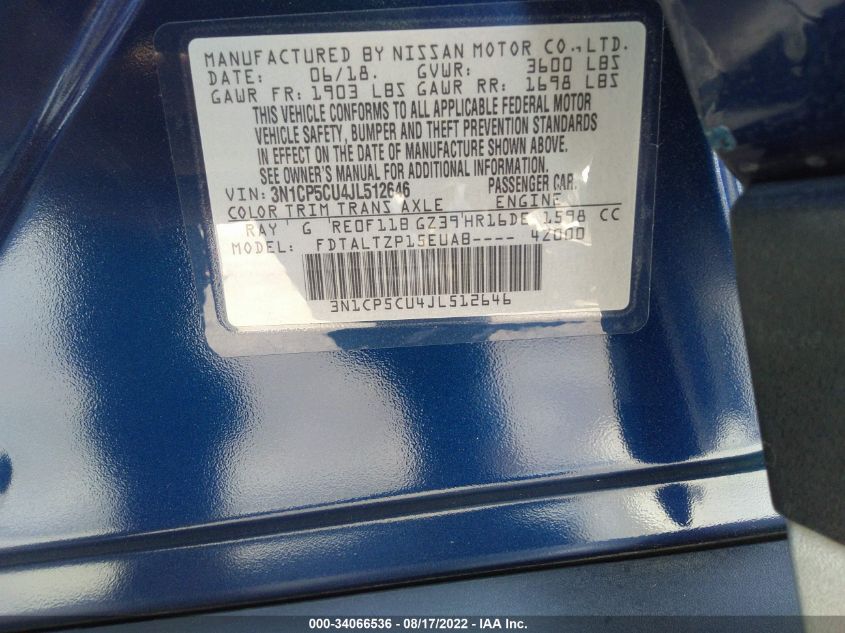 MANUFACTURED BY NISSAN MOTOR CO., LTD.
DATE: 06/18. GVWR: 3600 LBS
GAWR FR: 1903 LBS GAWR RR: 1698 LBS
THIS VEHICLE CONFORMS TO ALL APPLICABLE FEDERAL MOTOR
VEHICLE SAFETY, BUMPER AND THEFT PREVENTION STANDARDS
IN EFFECT ON THE DATE OF MANUFACTURE SHOWN ABOVE.
SEE OWNER'S MANUAL FOR ADDITIONAL INFORMATION.
VIN: 3N1CP5CU4JL512646 PASSENGER CAR.
COLOR TRIM TRANS AXLE ENGINE
RAY G RE0F11B GZ39 HR16DE 1598 CC
MODEL: FDTALTZP15EUAB---- 42000
3N1CP5CU4JL512646
000-34066536 - 08/17/2022 - IAA Inc.